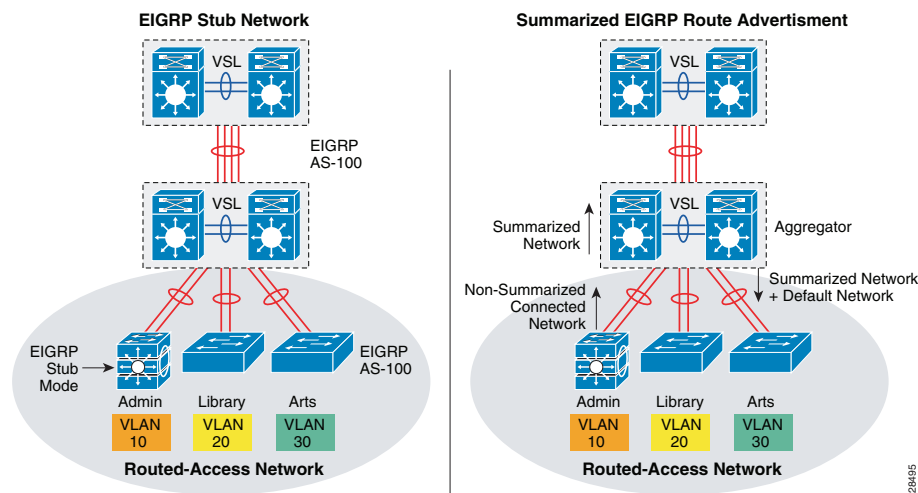 EIGRP Stub Network
VSL
EIGRP
AS-100
VSL
EIGRP
Stub
Mode
EIGRP
AS-100
Admin
Library
Arts
VLAN
10
VLAN
20
VLAN
30
Routed-Access Network
Summarized EIGRP Route Advertisment
VSL
VSL
Summarized
Network
Aggregator
Non-Summarized
Connected
Network
Summarized Network
+ Default Network
Admin
Library
Arts
VLAN
10
VLAN
20
VLAN
30
Routed-Access Network
28495